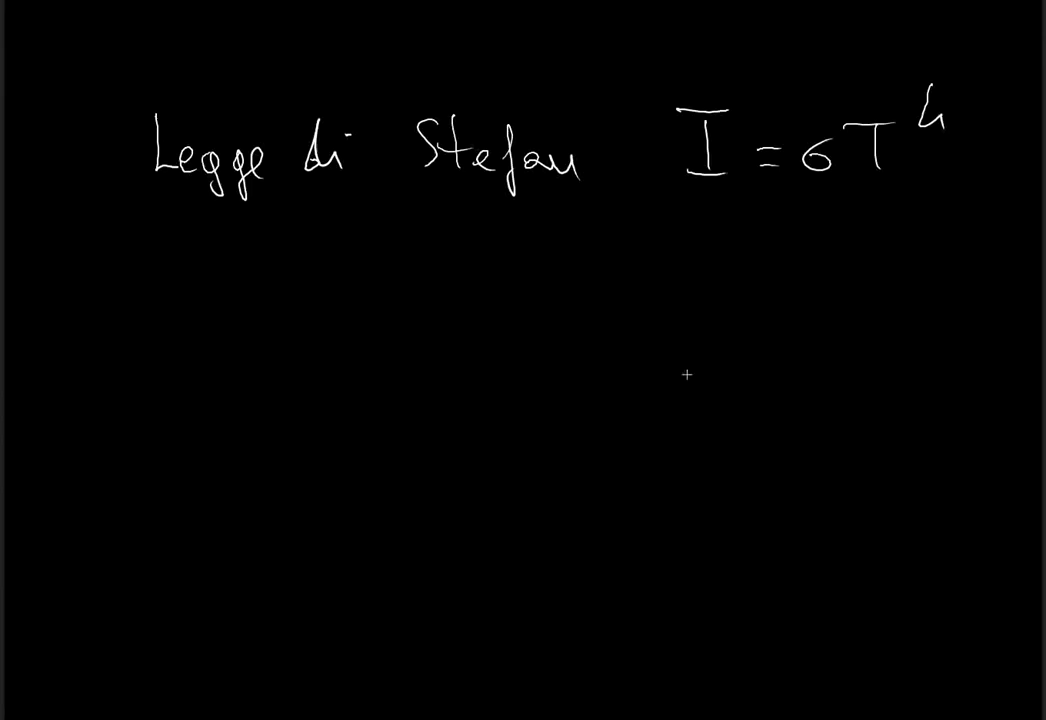 Legge di Stefan I = σT⁴